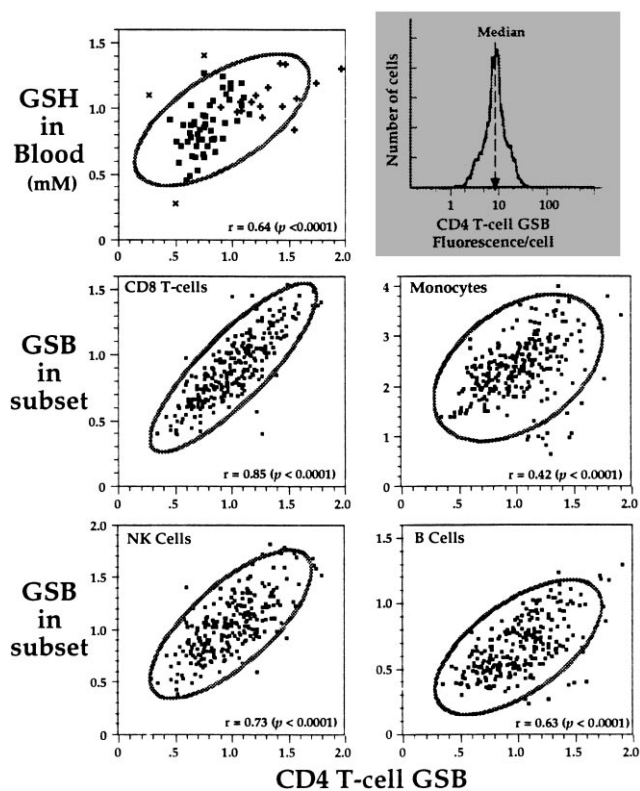 GSH
in
Blood
(mM)
1.5
1.0
0.5
0
0
.5
1.0
1.5
2.0
r = 0.64 (p <0.0001)
Median
Number of cells
1
10
100
CD4 T-cell GSB
Fluorescence/cell
GSB
in
subset
CD8 T-cells
1.5
1.0
0.5
0
0
.5
1.0
1.5
2.0
r = 0.85 (p < 0.0001)
Monocytes
4
3
2
1
0
.5
1.0
1.5
2.0
r = 0.42 (p < 0.0001)
GSB
in
subset
NK Cells
2.0
1.5
1.0
0.5
0
0
.5
1.0
1.5
2.0
r = 0.73 (p < 0.0001)
B Cells
1.5
1.0
0.5
0
0
.5
1.0
1.5
2.0
r = 0.63 (p < 0.0001)
CD4 T-cell GSB